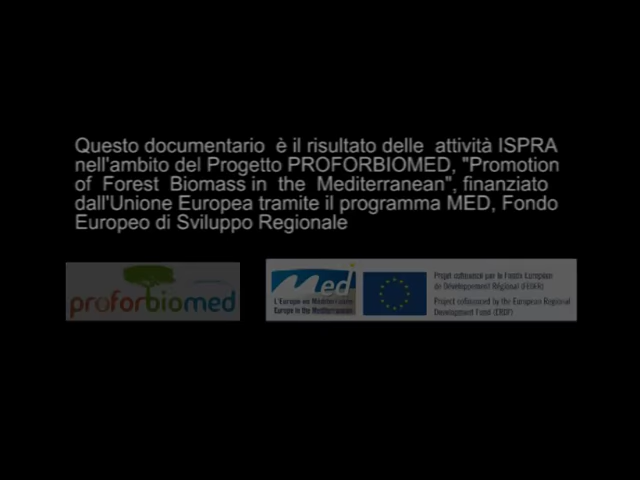 Questo documentario è il risultato delle attività ISPRA
nell'ambito del Progetto PROFORBIOMED, "Promotion
of Forest Biomass in the Mediterranean", finanziato
dall'Unione Europea tramite il programma MED, Fondo
Europeo di Sviluppo Regionale
proforbiomed
Med
L'Europe en Méditerranée
Europe in the Mediterranean
Projet cofinancé par le Fonds Européen
de Développement Régional (FEDER)
Project cofinanced by the European Regional
Development Fund (ERDF)